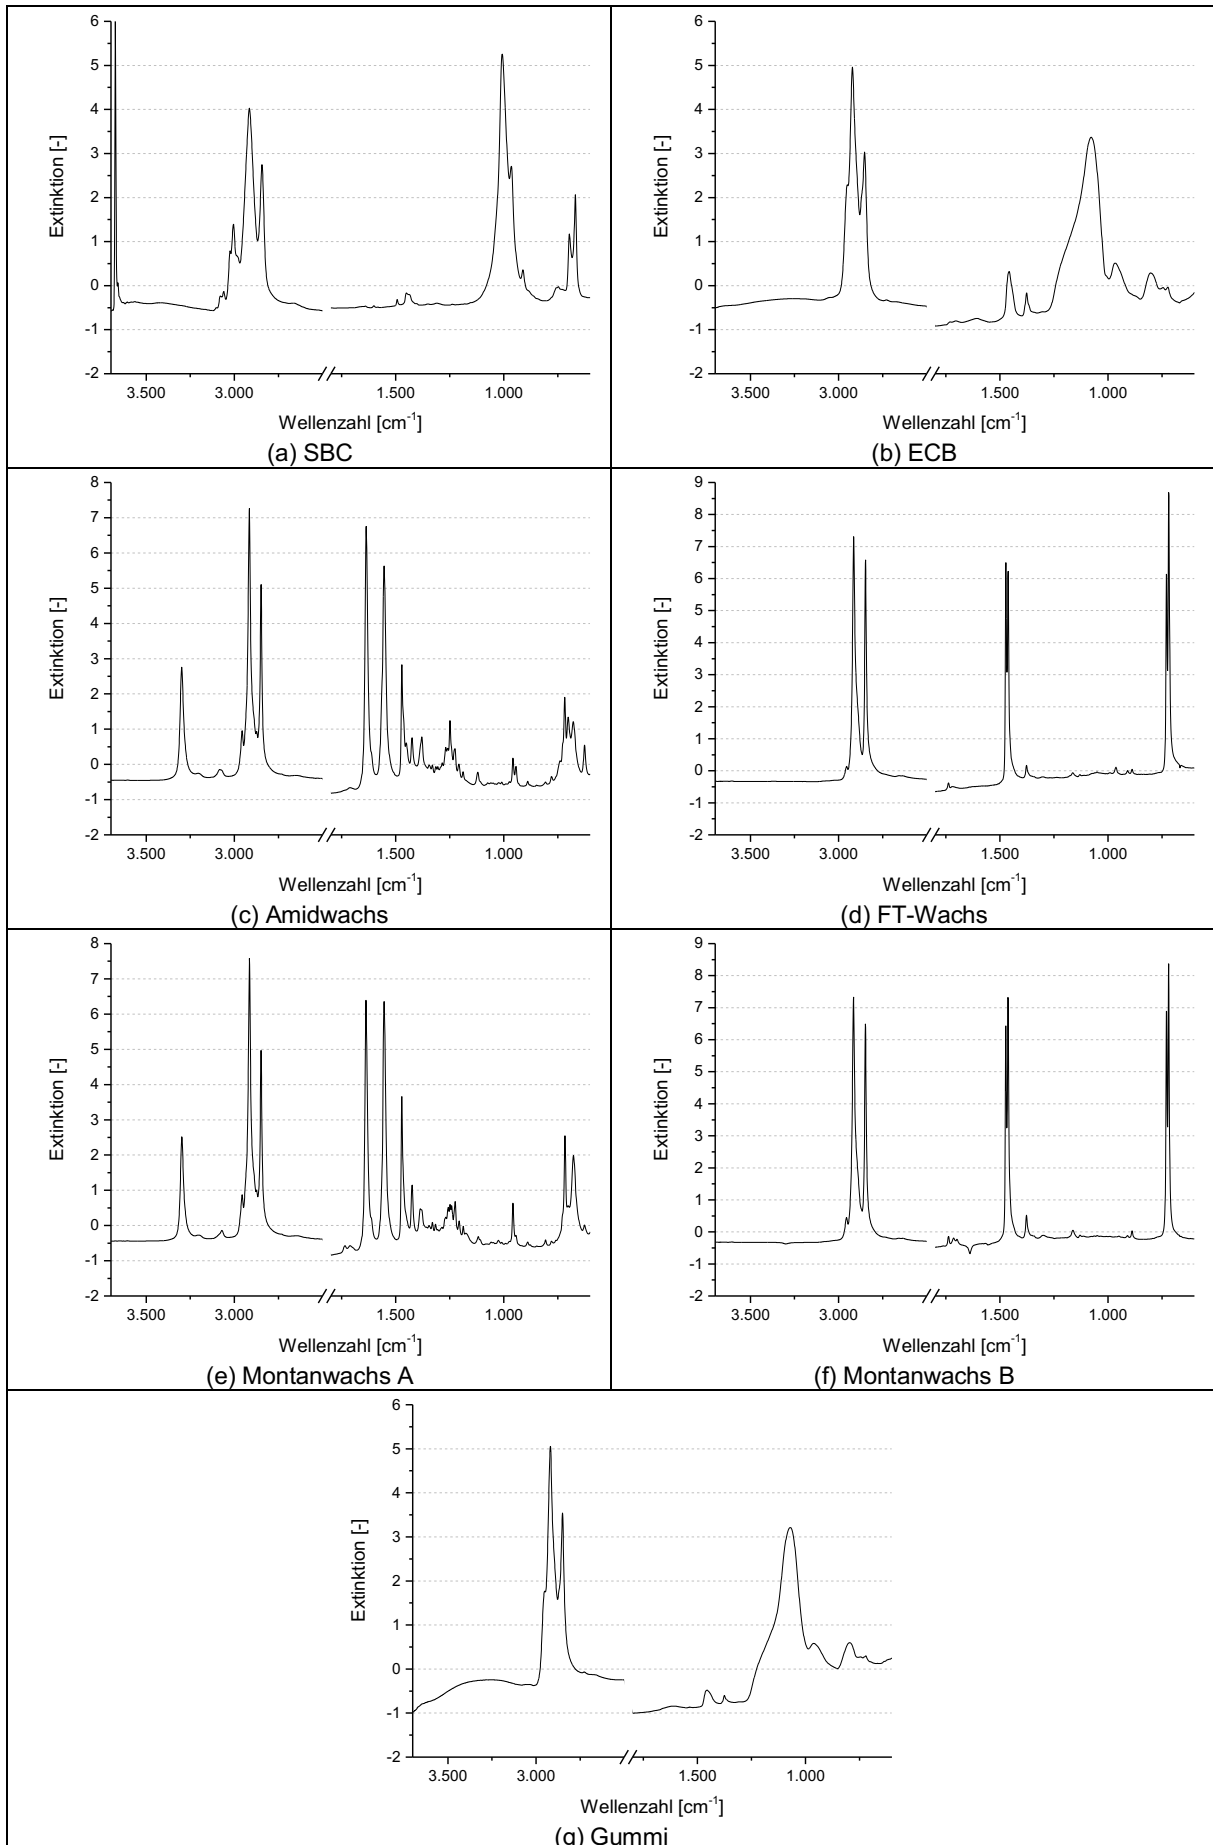 6
5
4
3
2
1
0
-1
-2
Extinktion [-]
3.500 3.000 1.500 1.000
Wellenzahl [cm-1]
(a) SBC
6
5
4
3
2
1
0
-1
-2
Extinktion [-]
3.500 3.000 1.500 1.000
Wellenzahl [cm-1]
(b) ECB
8
7
6
5
4
3
2
1
0
-1
-2
Extinktion [-]
3.500 3.000 1.500 1.000
Wellenzahl [cm-1]
(c) Amidwachs
9
8
7
6
5
4
3
2
1
0
-1
-2
Extinktion [-]
3.500 3.000 1.500 1.000
Wellenzahl [cm-1]
(d) FT-Wachs
8
7
6
5
4
3
2
1
0
-1
-2
Extinktion [-]
3.500 3.000 1.500 1.000
Wellenzahl [cm-1]
(e) Montanwachs A
9
8
7
6
5
4
3
2
1
0
-1
-2
Extinktion [-]
3.500 3.000 1.500 1.000
Wellenzahl [cm-1]
(f) Montanwachs B
6
5
4
3
2
1
0
-1
-2
Extinktion [-]
3.500 3.000 1.500 1.000
Wellenzahl [cm-1]
(g) Gummi